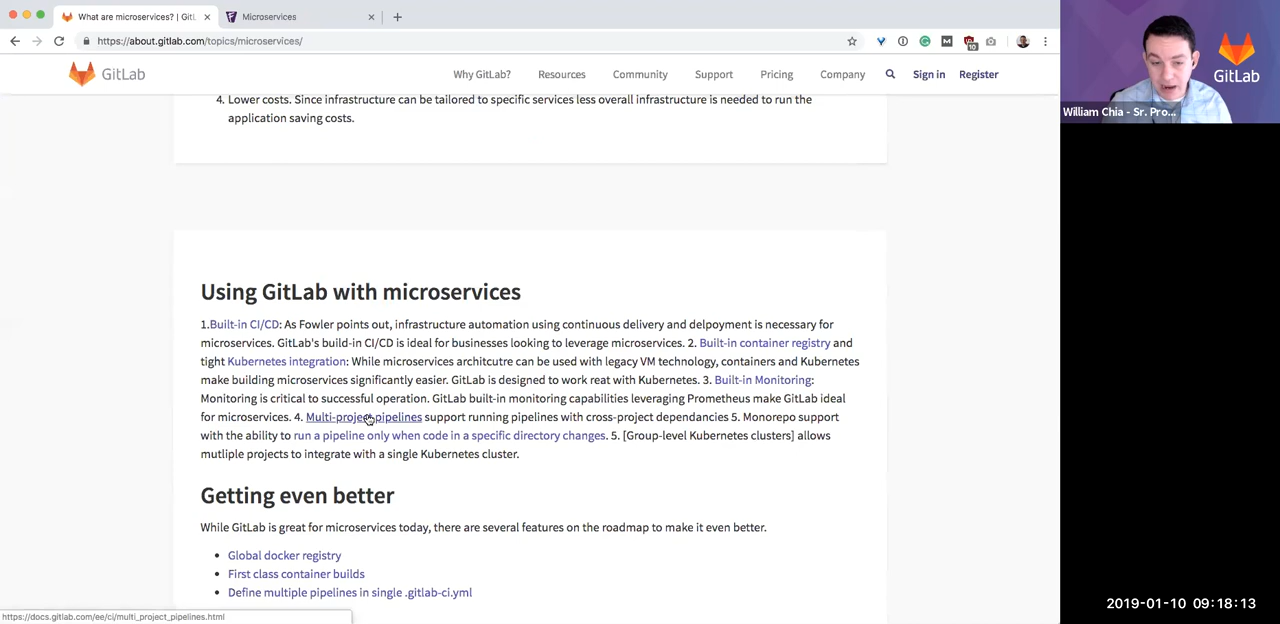 What are microservices? | GitL
Microservices
https://about.gitlab.com/topics/microservices/
10
GitLab
Why GitLab?
Resources
Community
Support
Pricing
Company
Sign in
Register
GitLab
William Chia - Sr. Pro...
4. Lower costs. Since infrastructure can be tailored to specific services less overall infrastructure is needed to run the
application saving costs.
Using GitLab with microservices
1.Built-in CI/CD: As Fowler points out, infrastructure automation using continuous delivery and delpoyment is necessary for
microservices. GitLab's build-in CI/CD is ideal for businesses looking to leverage microservices. 2. Built-in container registry and
tight Kubernetes integration: While microservices architcutre can be used with legacy VM technology, containers and Kubernetes
make building microservices significantly easier. GitLab is designed to work reat with Kubernetes. 3. Built-in Monitoring:
Monitoring is critical to successful operation. GitLab built-in monitoring capabilities leveraging Prometheus make GitLab ideal
for microservices. 4. Multi-project pipelines support running pipelines with cross-project dependancies 5. Monorepo support
with the ability to run a pipeline only when code in a specific directory changes. 5. [Group-level Kubernetes clusters] allows
mutliple projects to integrate with a single Kubernetes cluster.
Getting even better
While GitLab is great for microservices today, there are several features on the roadmap to make it even better.
• Global docker registry
• First class container builds
• Define multiple pipelines in single .gitlab-ci.yml
https://docs.gitlab.com/ee/ci/multi_project_pipelines.html
2019-01-10 09:18:13